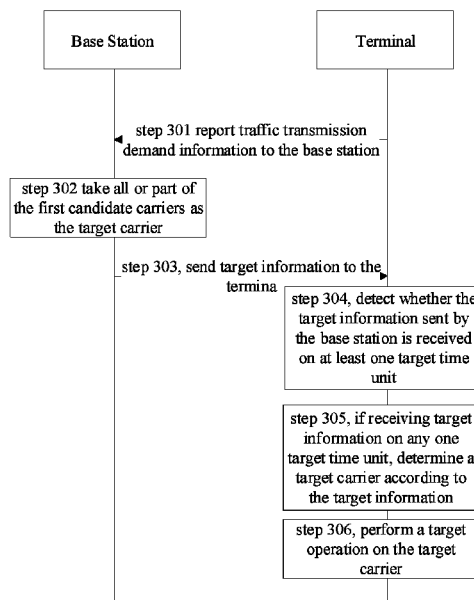 Base Station
Terminal
step 301 report traffic transmission
demand information to the base station
step 302 take all or part of
the first candidate carriers as
the target carrier
step 303, send target information to the
termina
step 304, detect whether the
target information sent by
the base station is received
on at least one target time
unit
step 305, if receiving target
information on any one
target time unit, determine a
target carrier according to
the target information
step 306, perform a target
operation on the target
carrier